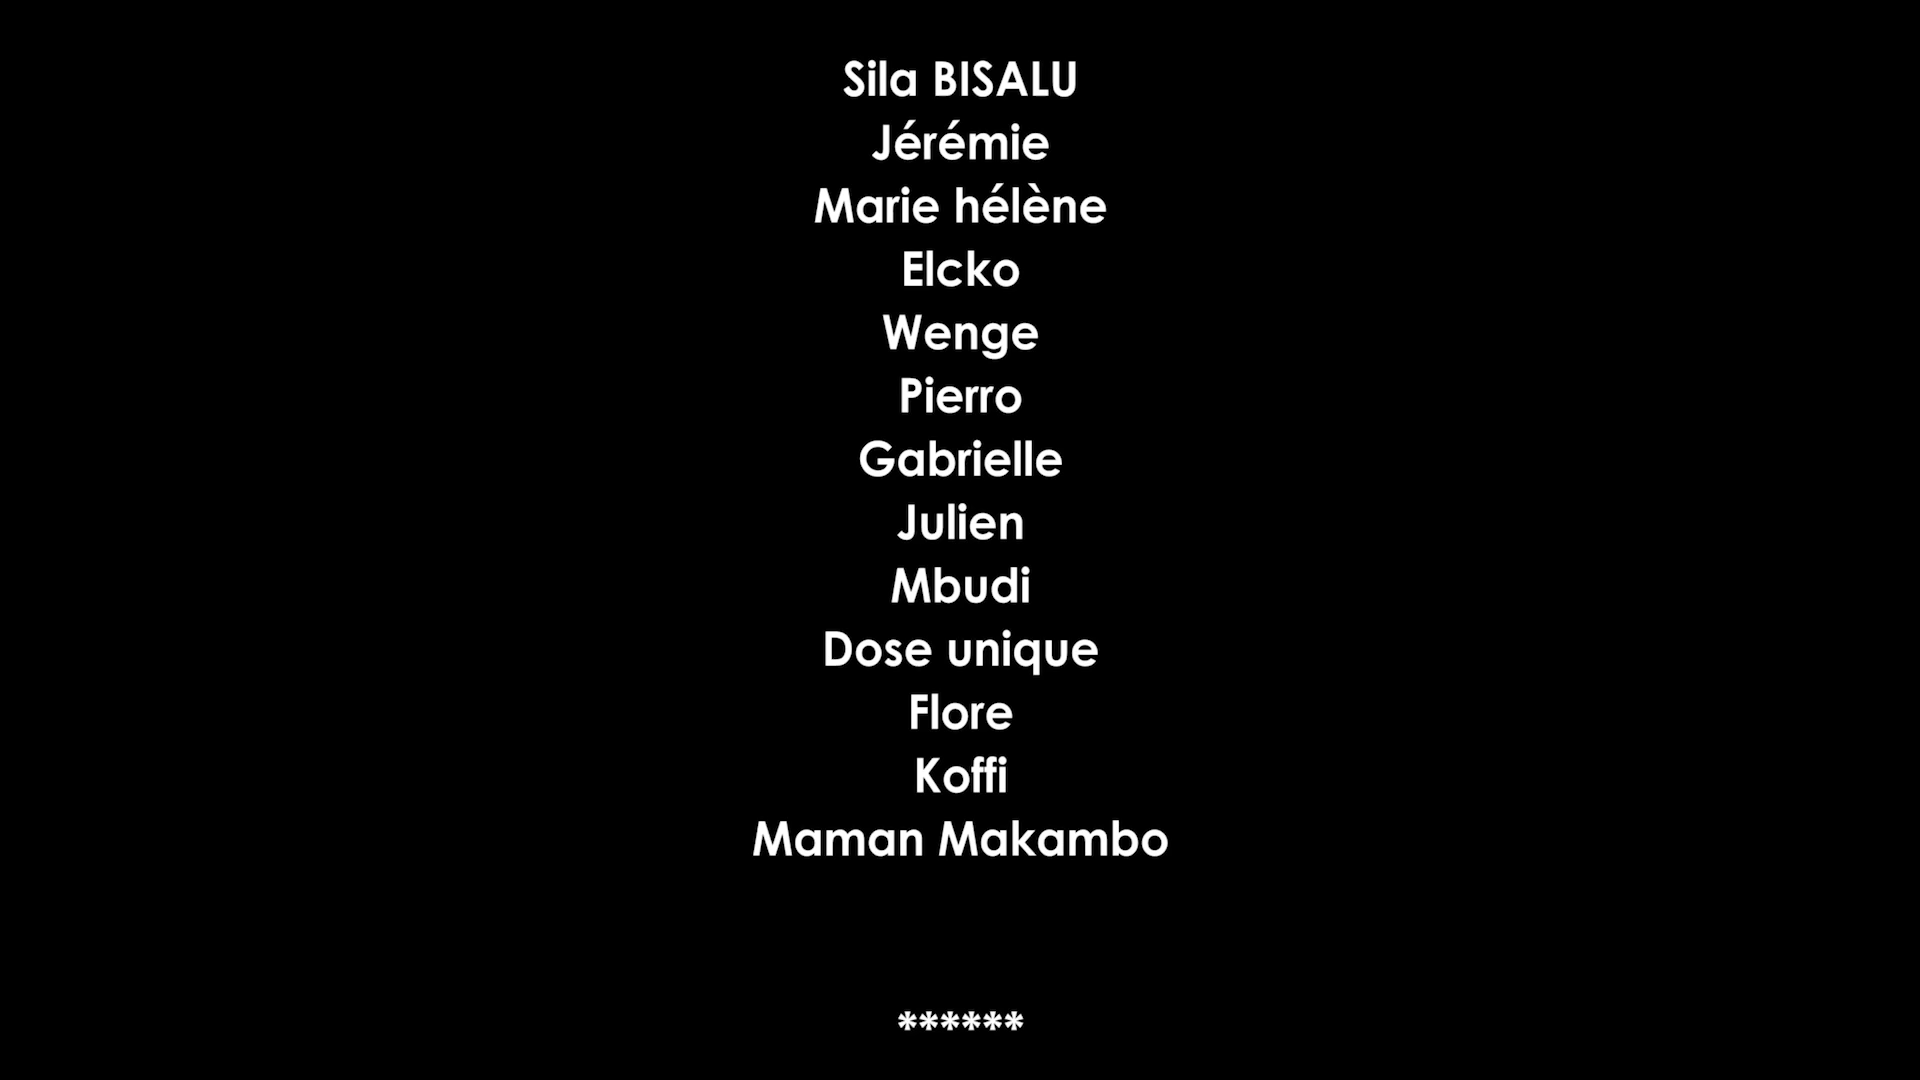 Sila BISALU
Jérémie
Marie hélène
Elcko
Wenge
Pierro
Gabrielle
Julien
Mbudi
Dose unique
Flore
Koffi
Maman Makambo
******